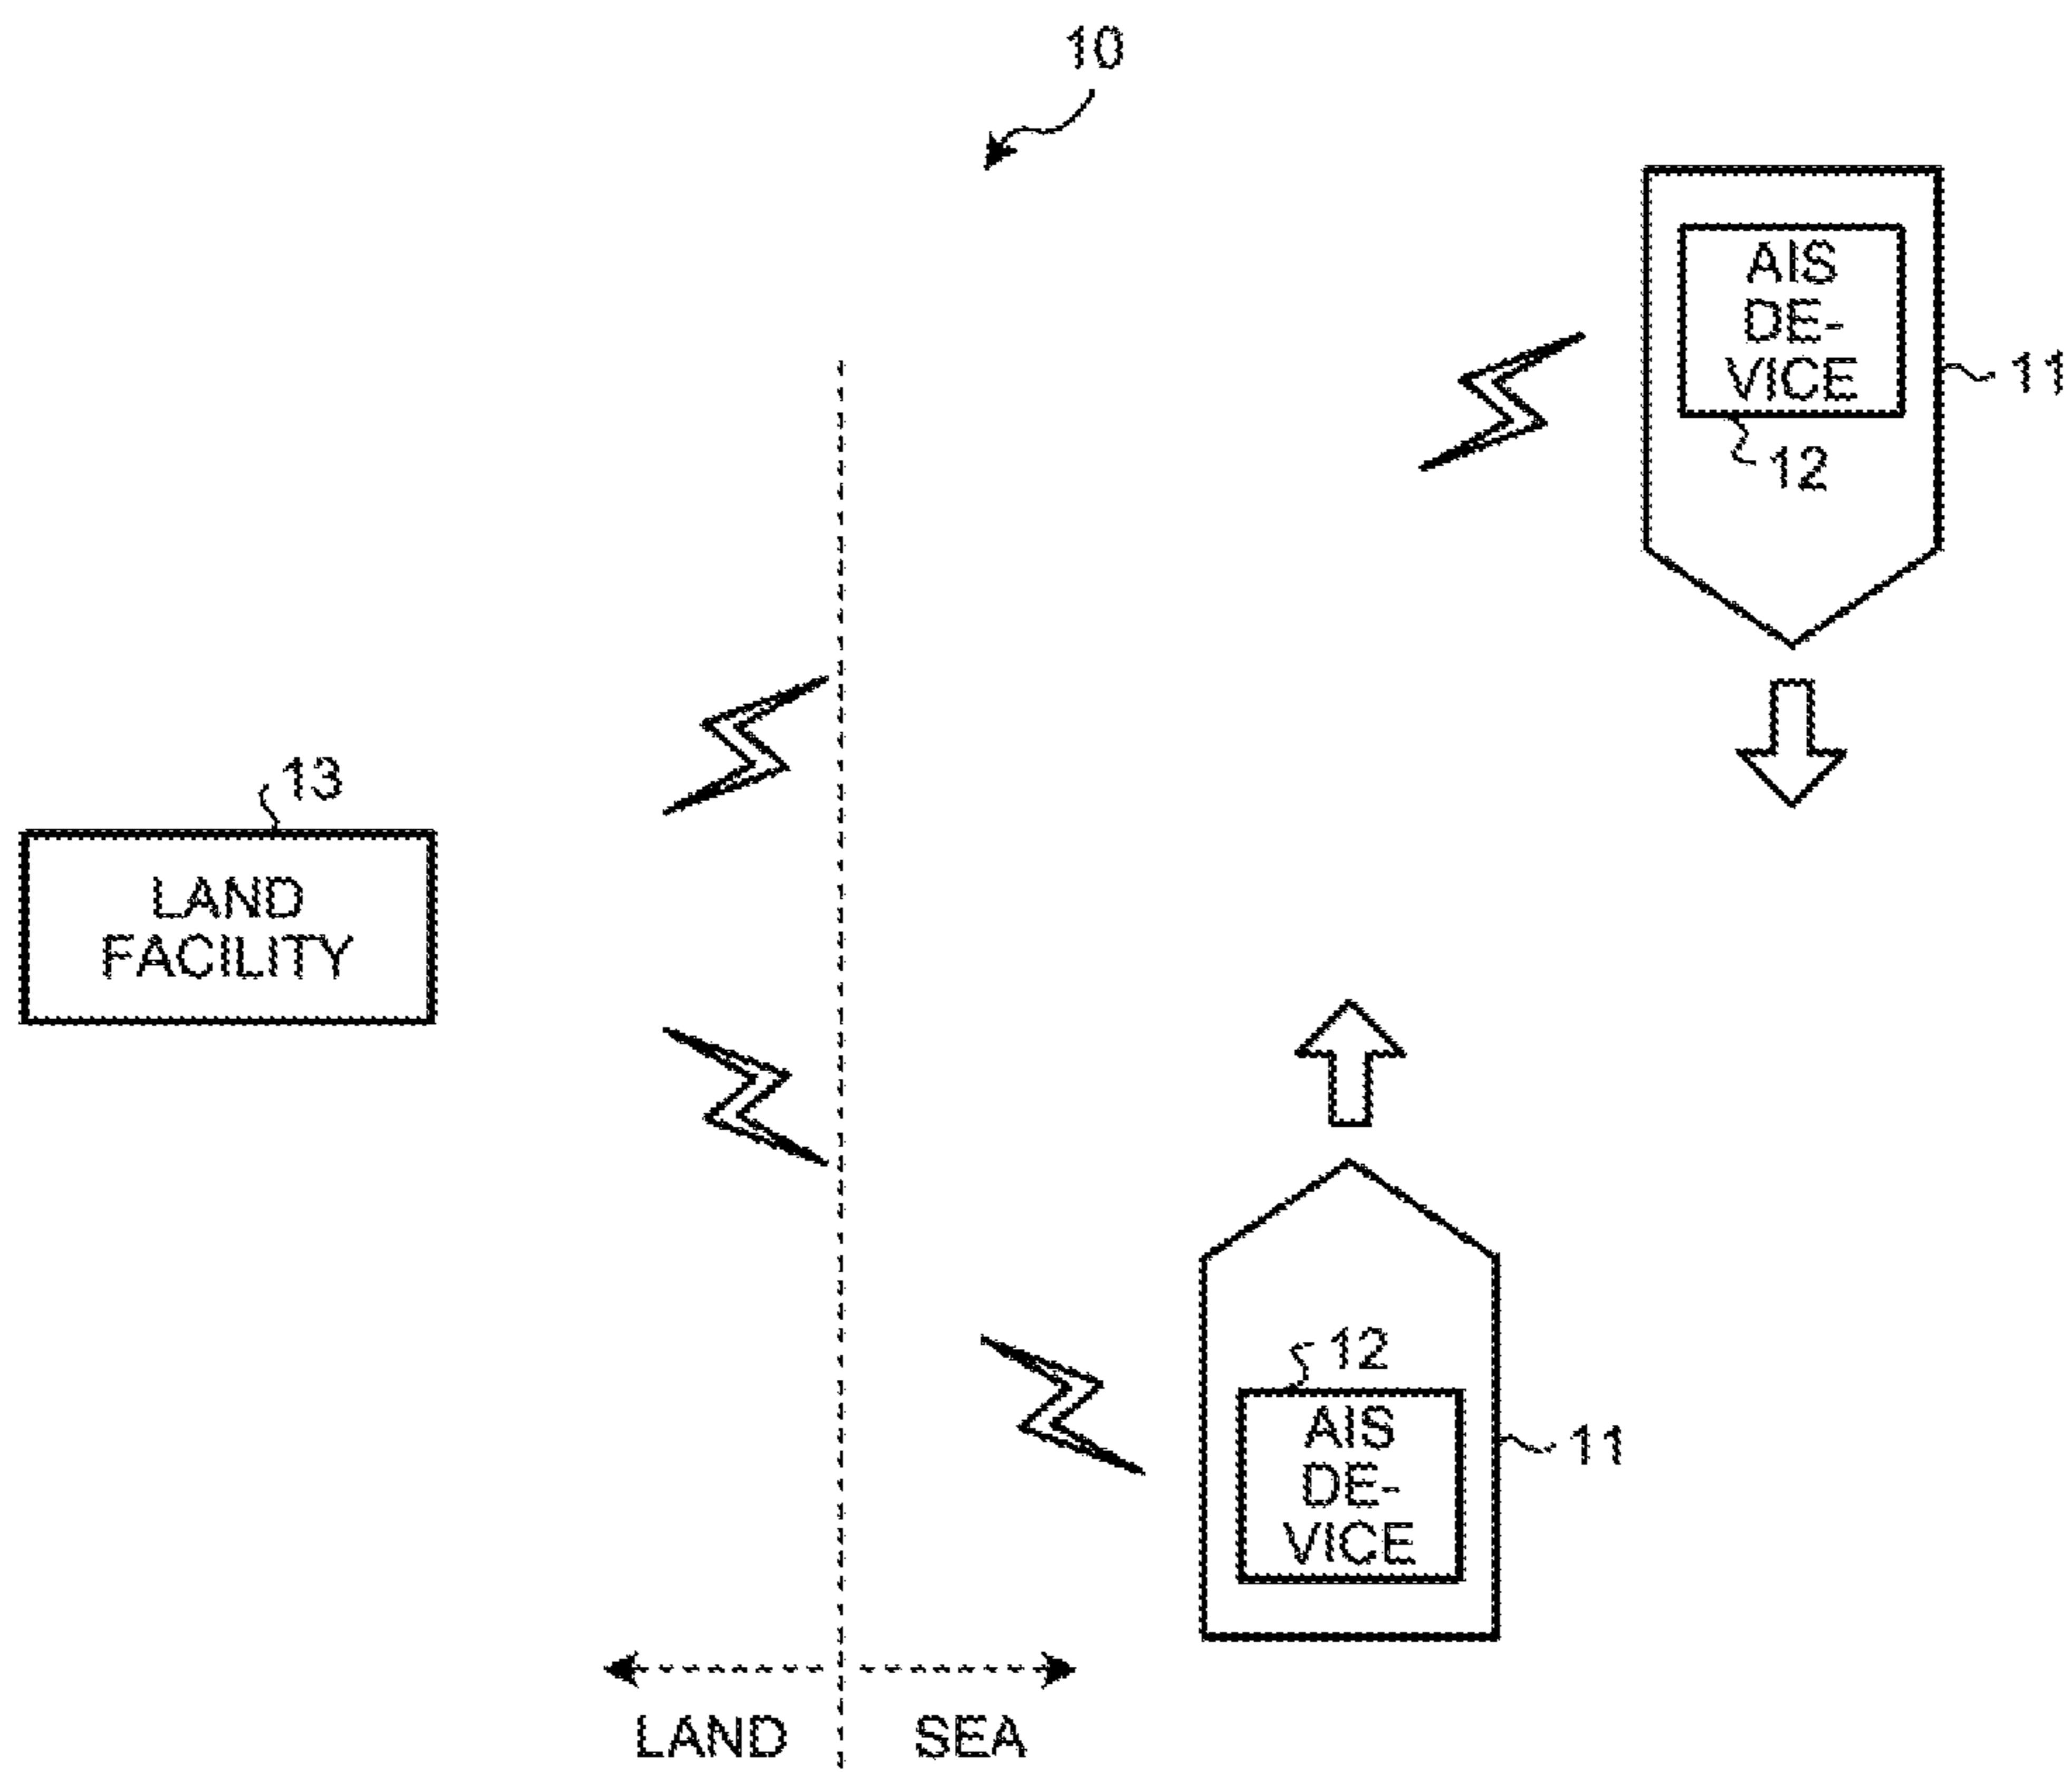 10
AIS
DE-
VICE
11
12
13
LAND
FACILITY
12
AIS
DE-
VICE
11
LAND
SEA